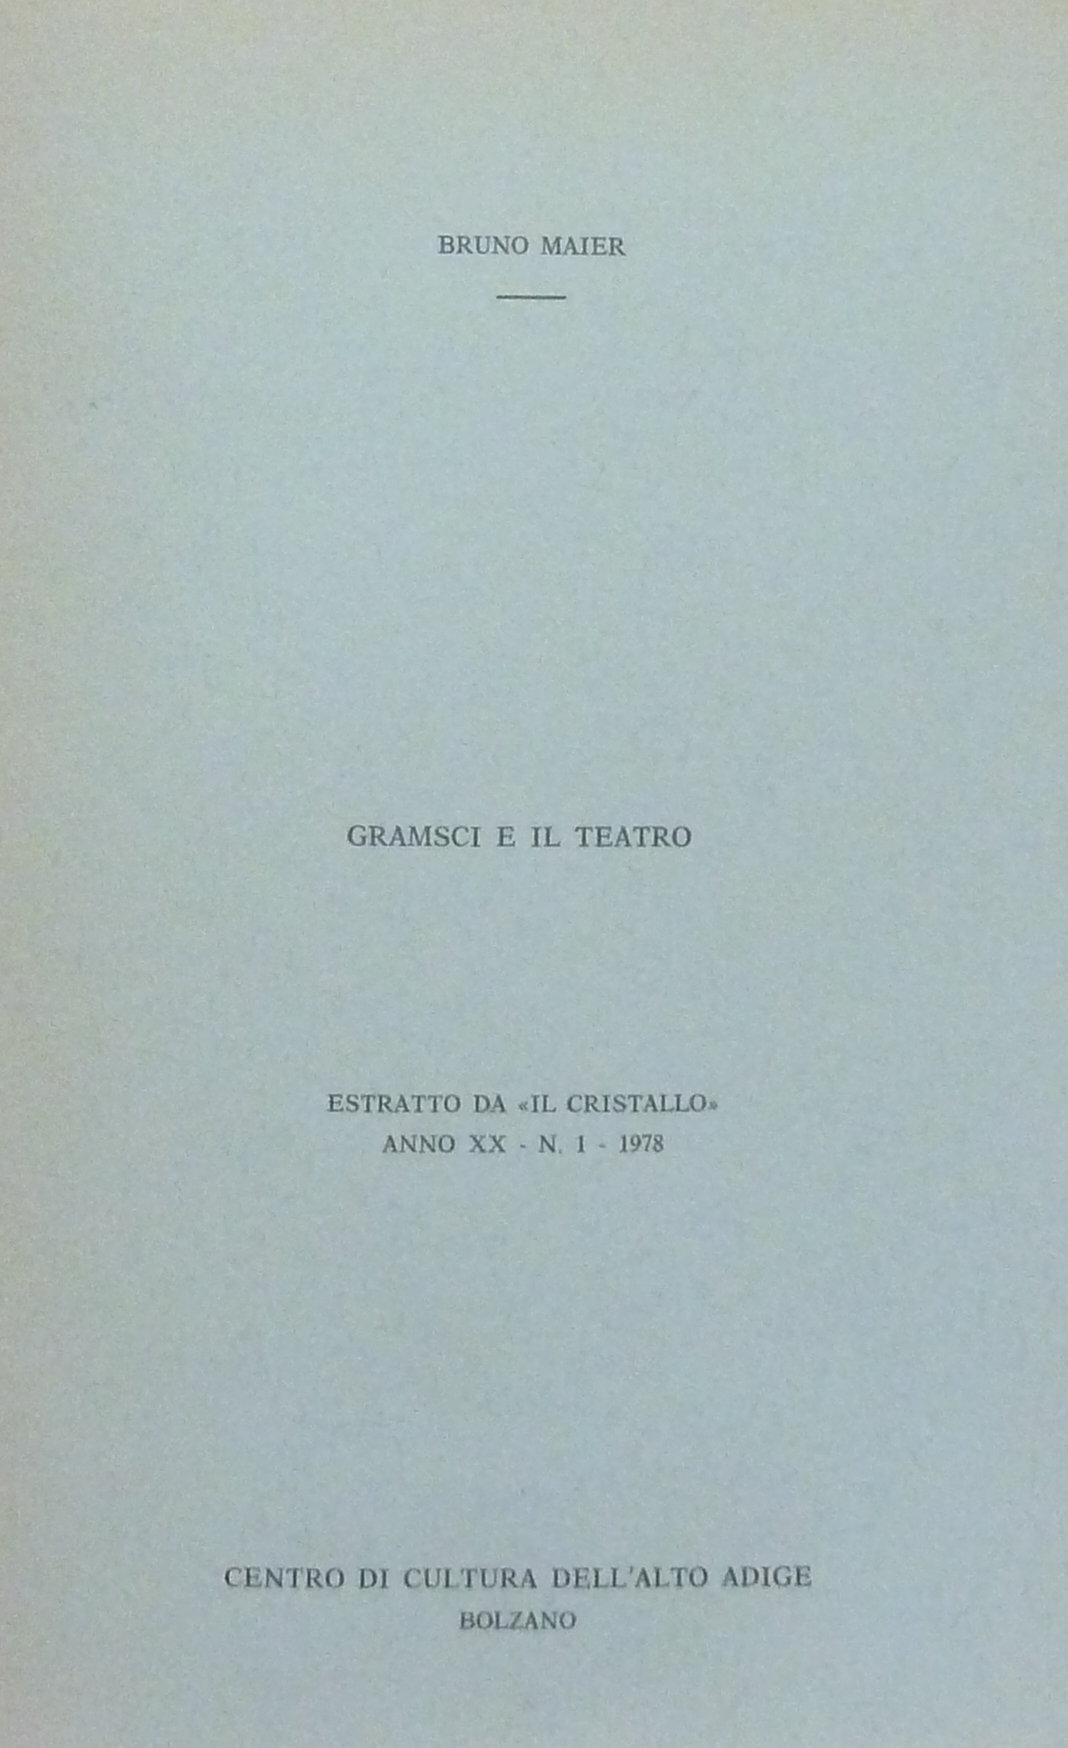 BRUNO MAIER
GRAMSCI E IL TEATRO
ESTRATTO DA «IL CRISTALLO»
ANNO XX - N. 1 - 1978
CENTRO DI CULTURA DELL'ALTO ADIGE
BOLZANO